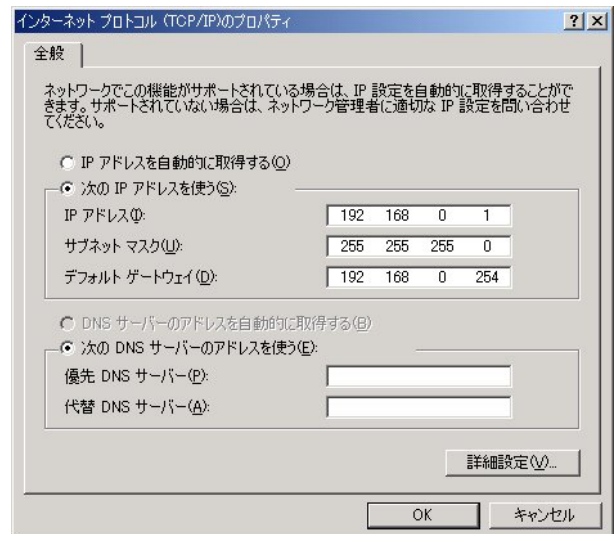 インターネット プロトコル (TCP/IP)のプロパティ
全般
ネットワークでこの機能がサポートされている場合は、IP 設定を自動的に取得することがで
きます。サポートされていない場合は、ネットワーク管理者に適切な IP 設定を問い合わせ
てください。
IP アドレスを自動的に取得する(O)
次の IP アドレスを使う(S):
IP アドレス(I):
192 168 0 1
サブネット マスク(U):
255 255 255 0
デフォルト ゲートウェイ(D):
192 168 0 254
DNS サーバーのアドレスを自動的に取得する(B)
次の DNS サーバーのアドレスを使う(E):
優先 DNS サーバー(P):
代替 DNS サーバー(A):
詳細設定(V)...
OK
キャンセル